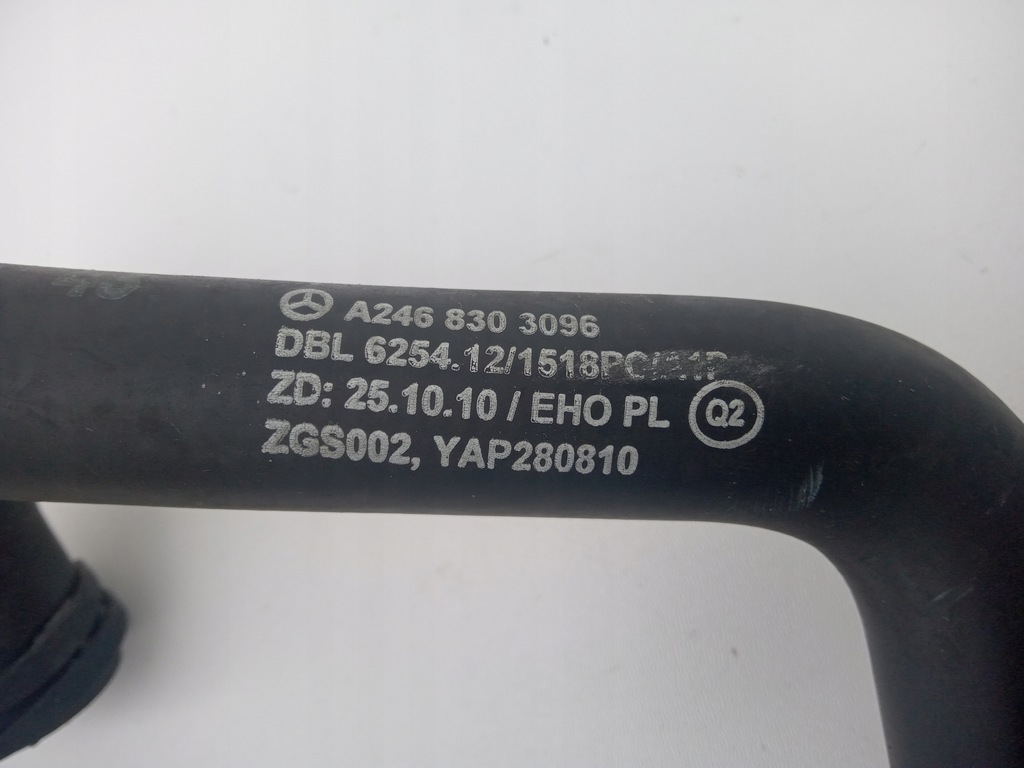 A246 830 3096
DBL 6254.12/1518
ZD: 25.10.10 / EHO PL Q2
ZGS002, YAP280810